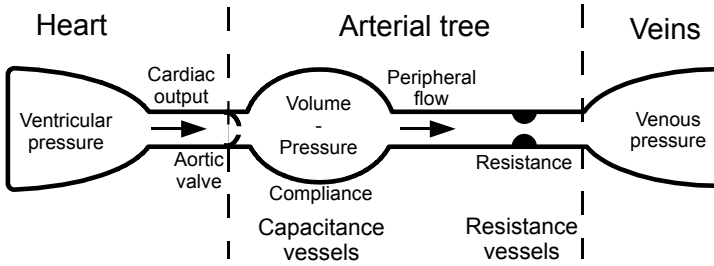 Heart
Arterial tree
Veins
Cardiac
output
Peripheral
flow
Ventricular
pressure
Volume
-
Pressure
Venous
pressure
Aortic
valve
Resistance
Compliance
Capacitance
vessels
Resistance
vessels